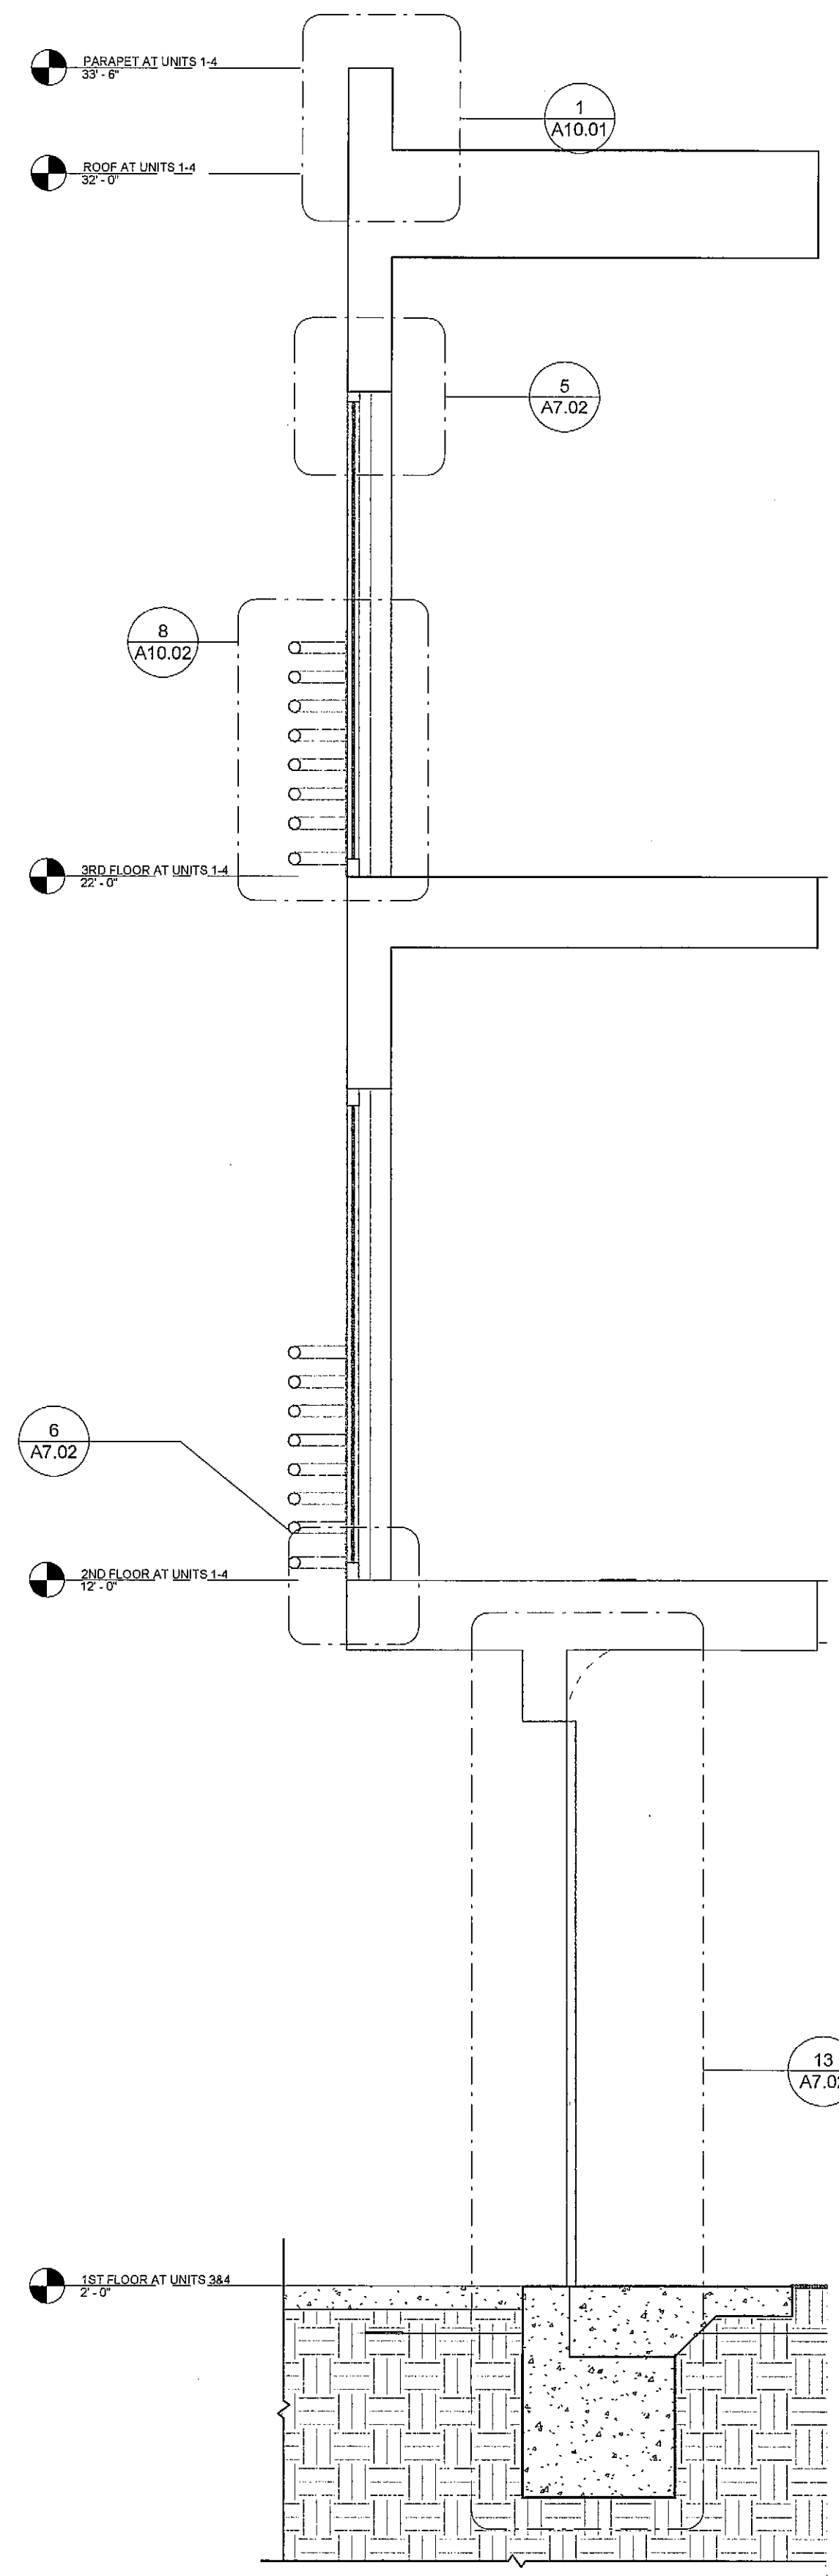 PARAPET AT UNITS 1-4
33' - 6"
1
A10.01
ROOF AT UNITS 1-4
32' - 0"
5
A7.02
8
A10.02
3RD FLOOR AT UNITS 1-4
22' - 0"
6
A7.02
2ND FLOOR AT UNITS 1-4
12' - 0"
13
1ST FLOOR AT UNITS 3&4
2' - 0"